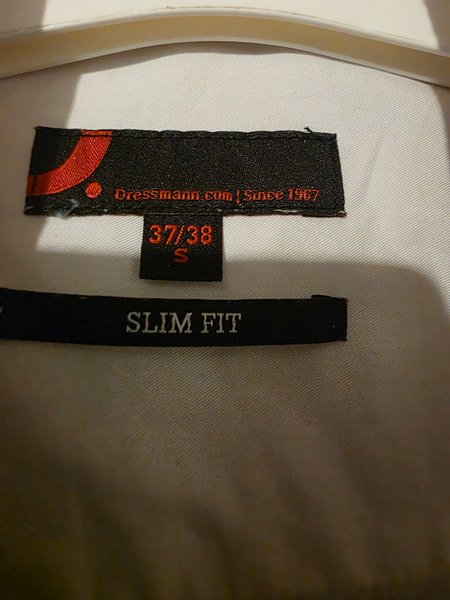 Dressmann.com | Since 1967
37/38
S
SLIM FIT